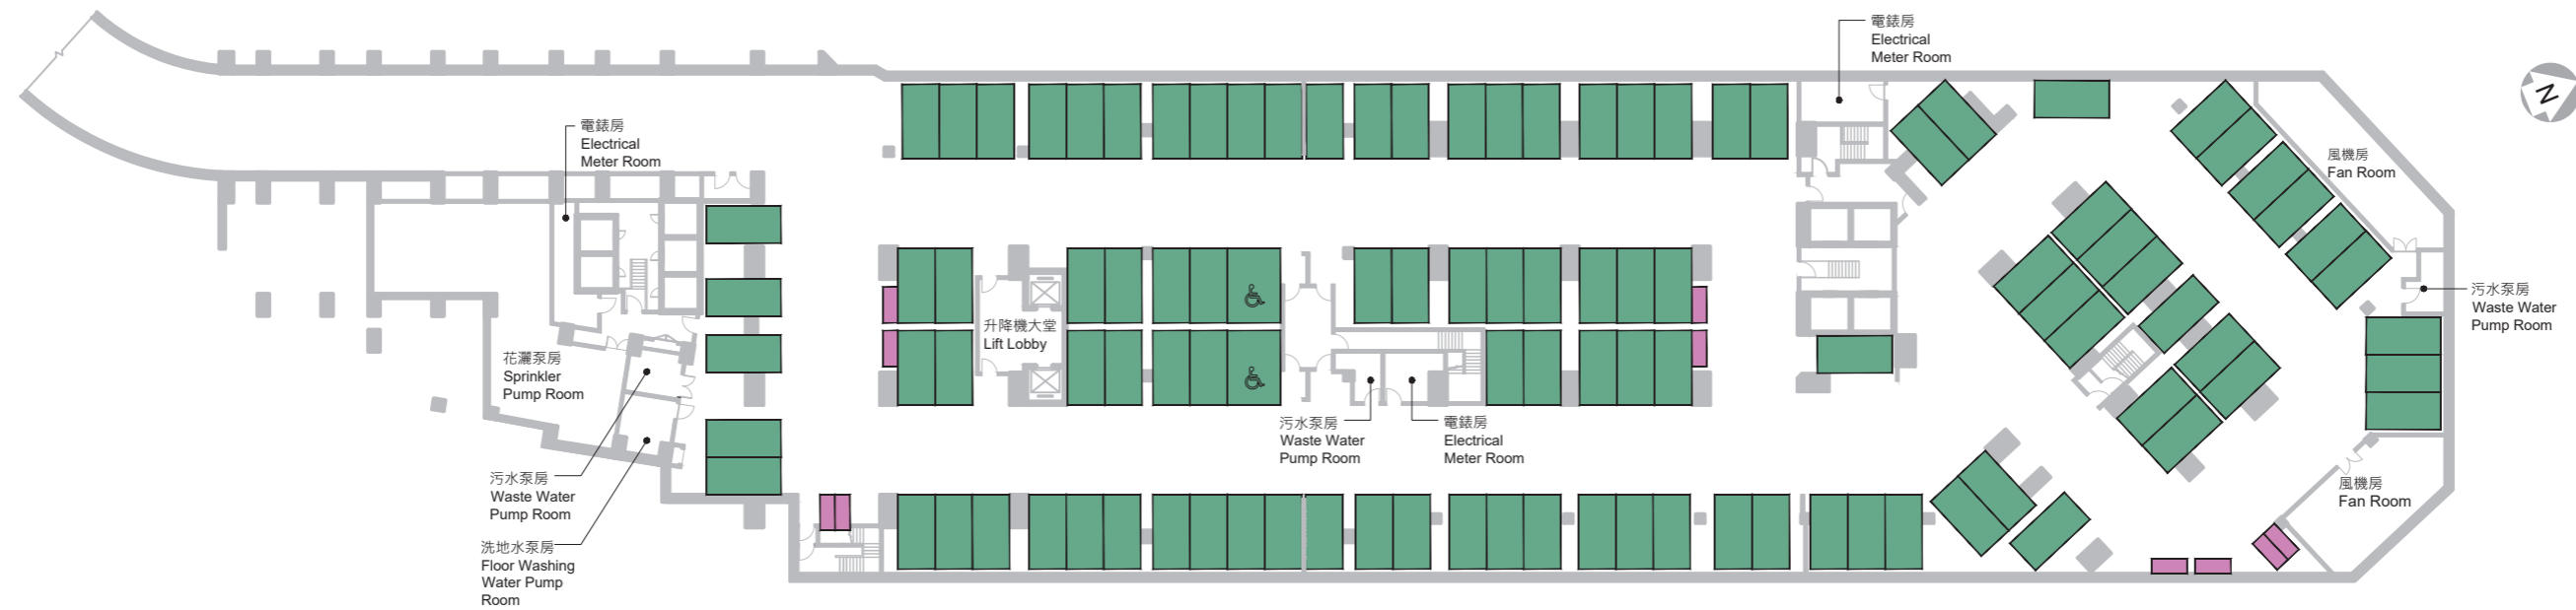 電錶房
Electrical
Meter Room
電錶房
Electrical
Meter Room
N
風機房
Fan Room
污水泵房
Waste Water
Pump Room
升降機大堂
Lift Lobby
花灑泵房
Sprinkler
Pump Room
污水泵房
Waste Water
Pump Room
電錶房
Electrical
Meter Room
污水泵房
Waste Water
Pump Room
風機房
Fan Room
洗地水泵房
Floor Washing
Water Pump
Room